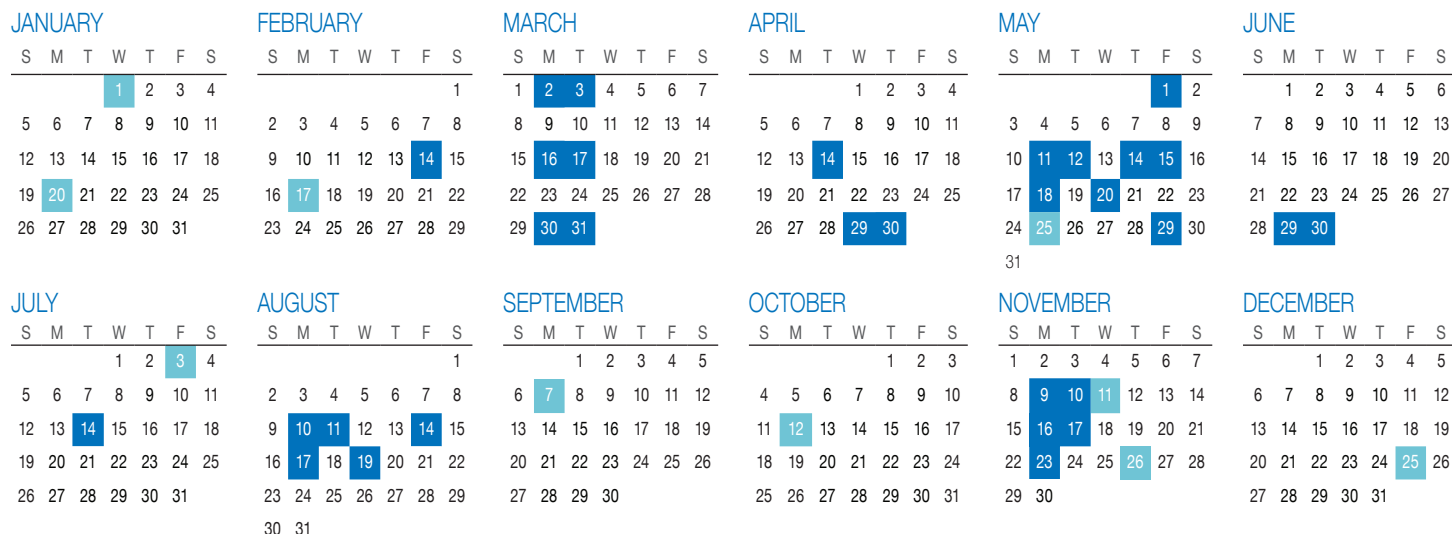 JANUARY
S M T W T F S
1 2 3 4
5 6 7 8 9 10 11
12 13 14 15 16 17 18
19 20 21 22 23 24 25
26 27 28 29 30 31
FEBRUARY
S M T W T F S
1
2 3 4 5 6 7 8
9 10 11 12 13 14 15
16 17 18 19 20 21 22
23 24 25 26 27 28 29
MARCH
S M T W T F S
1 2 3 4 5 6 7
8 9 10 11 12 13 14
15 16 17 18 19 20 21
22 23 24 25 26 27 28
29 30 31
APRIL
S M T W T F S
1 2 3 4
5 6 7 8 9 10 11
12 13 14 15 16 17 18
19 20 21 22 23 24 25
26 27 28 29 30
MAY
S M T W T F S
1 2
3 4 5 6 7 8 9
10 11 12 13 14 15 16
17 18 19 20 21 22 23
24 25 26 27 28 29 30
31
JUNE
S M T W T F S
1 2 3 4 5 6
7 8 9 10 11 12 13
14 15 16 17 18 19 20
21 22 23 24 25 26 27
28 29 30
JULY
S M T W T F S
1 2 3 4
5 6 7 8 9 10 11
12 13 14 15 16 17 18
19 20 21 22 23 24 25
26 27 28 29 30 31
AUGUST
S M T W T F S
1
2 3 4 5 6 7 8
9 10 11 12 13 14 15
16 17 18 19 20 21 22
23 24 25 26 27 28 29
30 31
SEPTEMBER
S M T W T F S
1 2 3 4 5
6 7 8 9 10 11 12
13 14 15 16 17 18 19
20 21 22 23 24 25 26
27 28 29 30
OCTOBER
S M T W T F S
1 2 3
4 5 6 7 8 9 10
11 12 13 14 15 16 17
18 19 20 21 22 23 24
25 26 27 28 29 30 31
NOVEMBER
S M T W T F S
1 2 3 4 5 6 7
8 9 10 11 12 13 14
15 16 17 18 19 20 21
22 23 24 25 26 27 28
29 30
DECEMBER
S M T W T F S
1 2 3 4 5
6 7 8 9 10 11 12
13 14 15 16 17 18 19
20 21 22 23 24 25 26
27 28 29 30 31